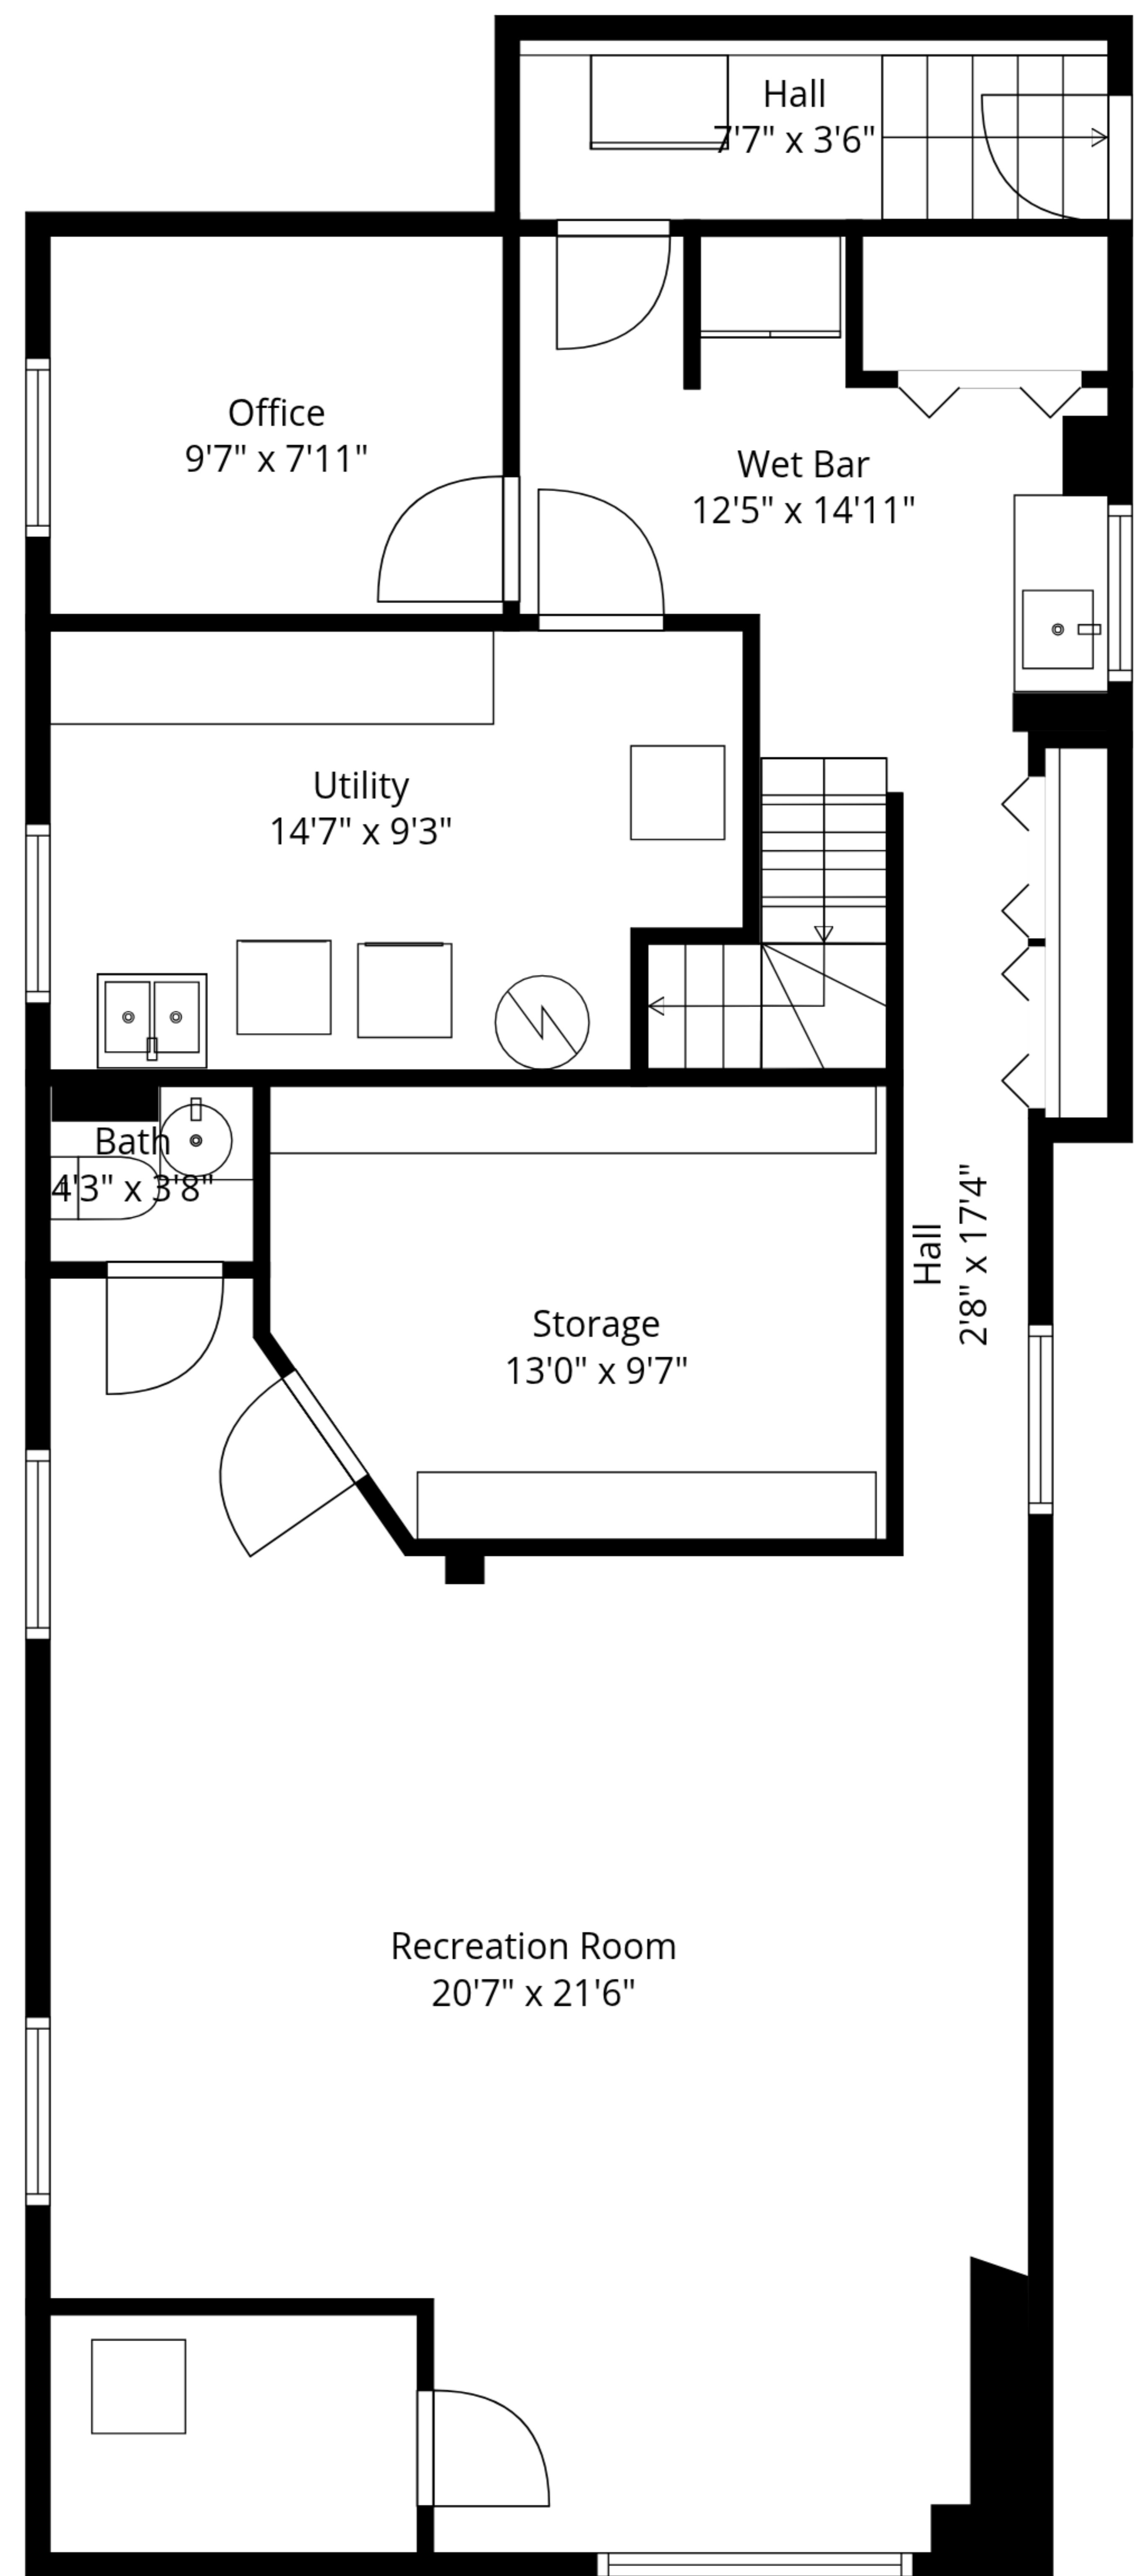 Hall
7'7" x 3'6"
Office
9'7" x 7'11"
Wet Bar
12'5" x 14'11"
Utility
14'7" x 9'3"
Bath
4'3" x 3'8"
Hall
2'8" x 17'4"
Storage
13'0" x 9'7"
Recreation Room
20'7" x 21'6"